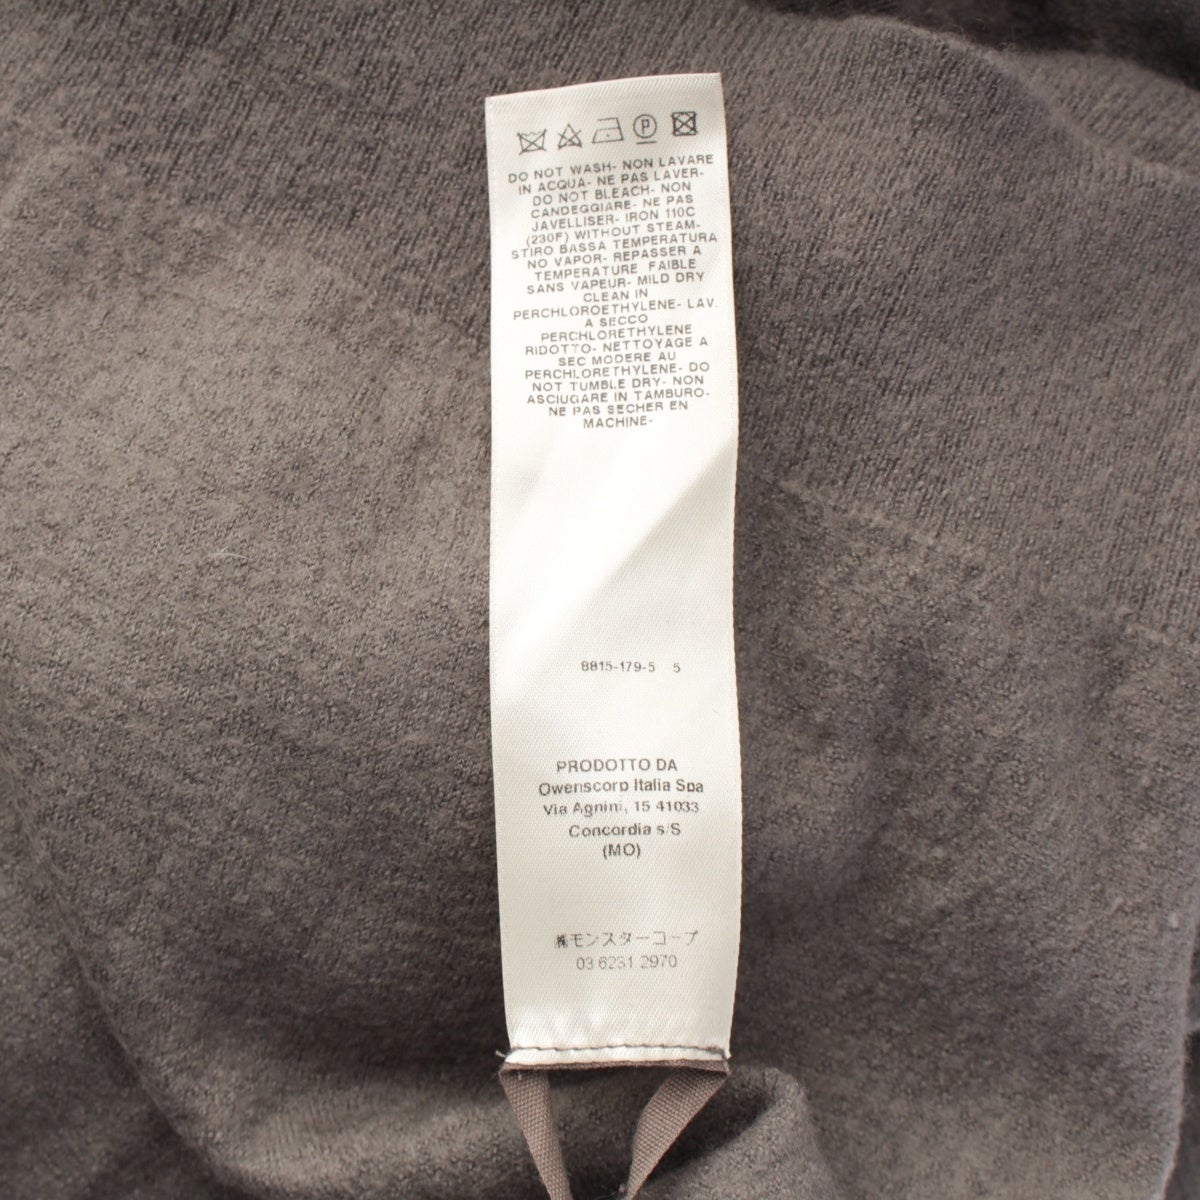 DO NOT WASH- NON LAVARE
IN ACQUA- NE PAS LAVER-
DO NOT BLEACH- NON
CANDEGGIARE- NE PAS
JAVELLISER- IRON 110C
(230F) WITHOUT STEAM-
STIRO BASSA TEMPERATURA
NO VAPOR- REPASSER A
TEMPERATURE FAIBLE
SANS VAPEUR- MILD DRY
CLEAN IN
PERCHLOROETHYLENE- LAV.
A SECCO
PERCHLORETHYLENE
RIDOTTO- NETTOYAGE A
SEC MODERE AU
PERCHLORETHYLENE- DO
NOT TUMBLE DRY- NON
ASCIUGARE IN TAMBURO-
NE PAS SECHER EN
MACHINE-
8815-179-5 5
PRODOTTO DA
Owenscorp Italia Spa
Via Agnini, 15 41033
Concordia s/S
(MO)
㈱モンスターコープ
03 6231 2970